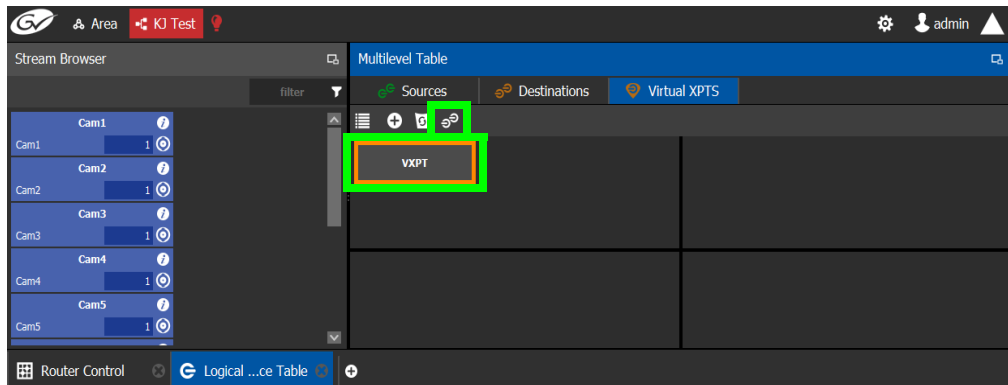 Area
KJ Test
admin
Stream Browser
Multilevel Table
filter
Sources
Destinations
Virtual XPTS
Cam1
Cam1 1
Cam2
Cam2 1
Cam3
Cam3 1
Cam4
Cam4 1
Cam5
Cam5 1
VXPT
Router Control
Logical ...ce Table